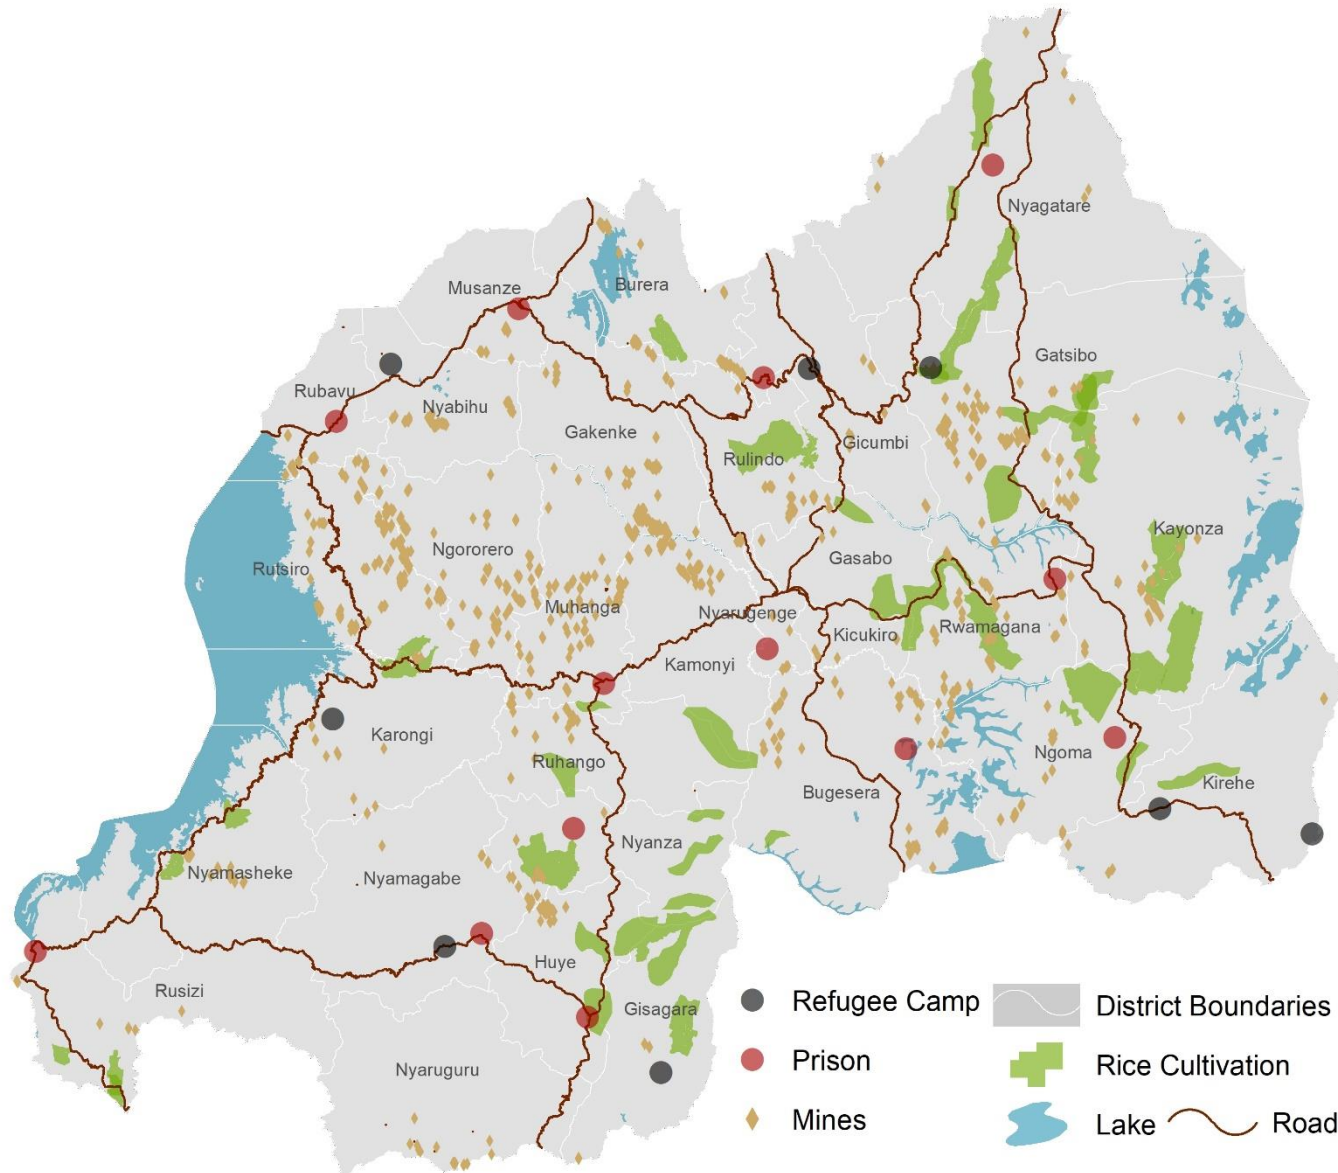 Nyagatare
Musanze
Burera
Gatsibo
Rubavu
Nyabihu
Gakenke
Gicumbi
Rulindo
Kayonza
Ngororero
Gasabo
Rutsiro
Muhanga
Nyarugenge
Kicukiro
Rwamagana
Kamonyi
Karongi
Ngoma
Ruhango
Kirehe
Bugesera
Nyanza
Nyamasheke
Nyamagabe
Huye
Rusizi
Gisagara
Nyaruguru
Refugee Camp
District Boundaries
Prison
Rice Cultivation
Mines
Lake
Road